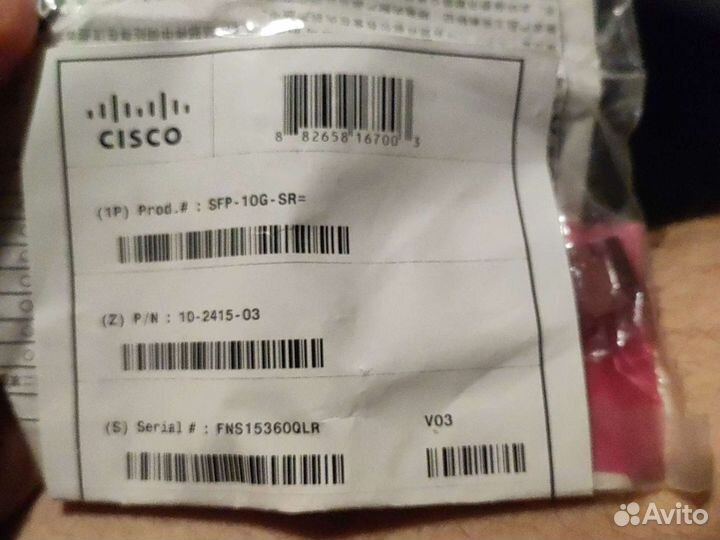 CISCO
8 82658 16700 3
(1P) Prod.# : SFP-10G-SR=
(Z) P/N : 10-2415-03
(S) Serial # : FNS15360QLR
V03
Avito